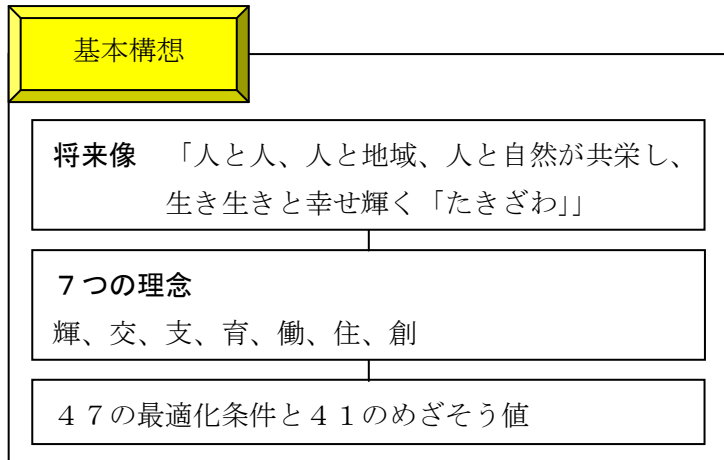 基本構想
将来像　「人と人、人と地域、人と自然が共栄し、
生き生きと幸せ輝く「たきざわ」」
７つの理念
輝、交、支、育、働、住、創
４７の最適化条件と４１のめざそう値